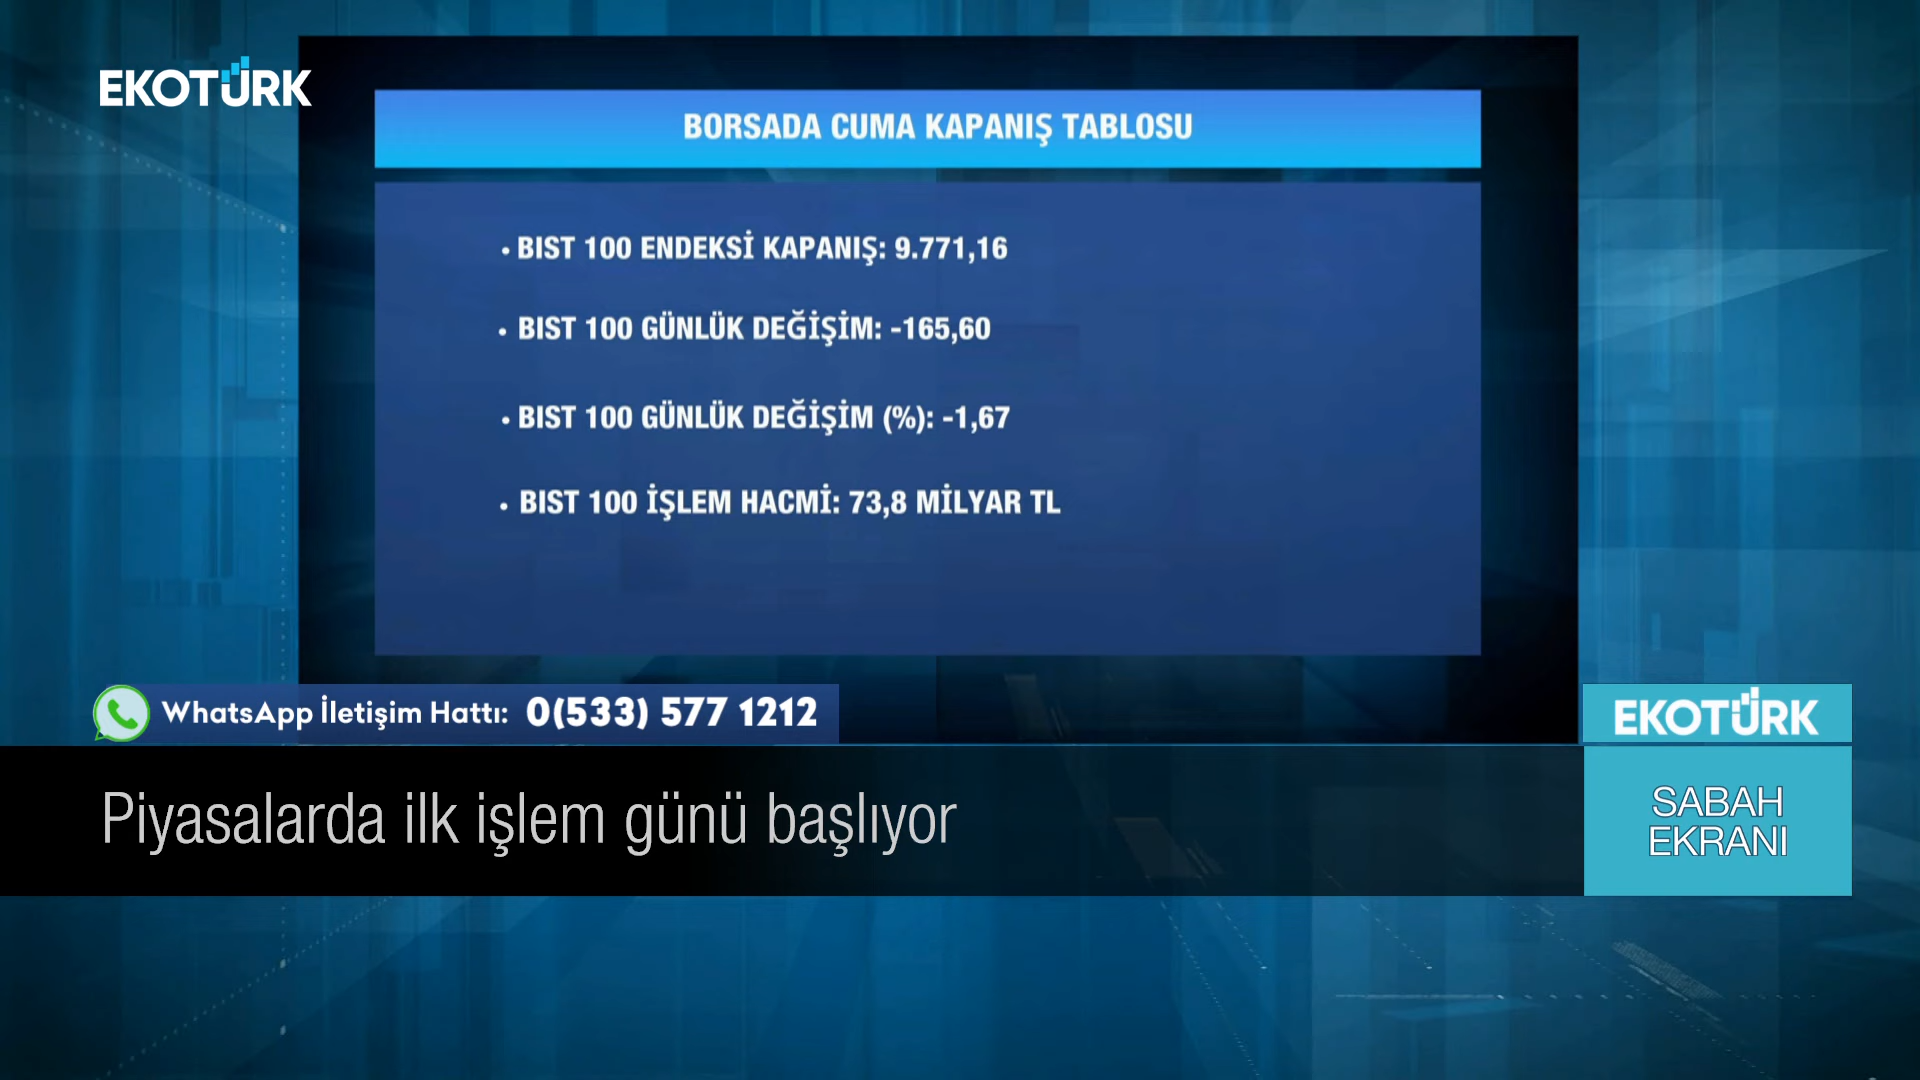 EKOTÜRK
BORSADA CUMA KAPANIŞ TABLOSU
• BIST 100 ENDEKSİ KAPANIŞ: 9.771,16
• BIST 100 GÜNLÜK DEĞİŞİM: -165,60
• BIST 100 GÜNLÜK DEĞİŞİM (%): -1,67
• BIST 100 İŞLEM HACMİ: 73,8 MİLYAR TL
WhatsApp İletişim Hattı: 0(533) 577 1212
EKOTÜRK
Piyasalarda ilk işlem günü başlıyor
SABAH
EKRANI